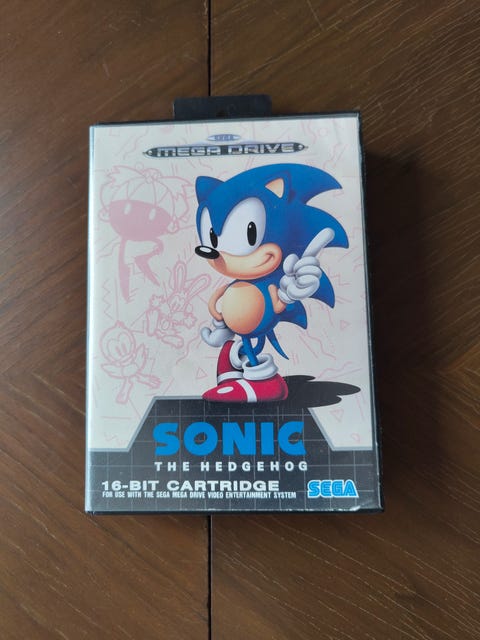 SEGA
MEGA DRIVE
SONIC
THE HEDGEHOG
16-BIT CARTRIDGE
FOR USE WITH THE SEGA MEGA DRIVE VIDEO ENTERTAINMENT SYSTEM
SEGA